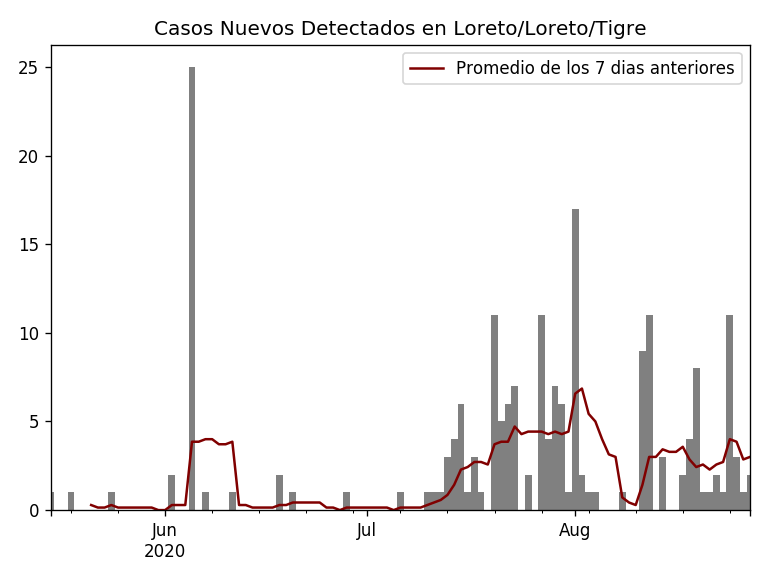 Casos Nuevos Detectados en Loreto/Loreto/Tigre
Promedio de los 7 dias anteriores
25
20
15
10
5
0
Jun
2020
Jul
Aug